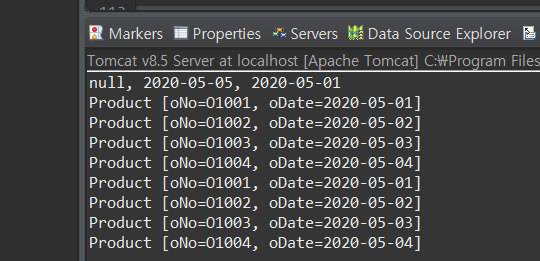 Markers Properties Servers Data Source Explorer
Tomcat v8.5 Server at localhost [Apache Tomcat] C:₩Program Files
null, 2020-05-05, 2020-05-01
Product [oNo=O1001, oDate=2020-05-01]
Product [oNo=O1002, oDate=2020-05-02]
Product [oNo=O1003, oDate=2020-05-03]
Product [oNo=O1004, oDate=2020-05-04]
Product [oNo=O1001, oDate=2020-05-01]
Product [oNo=O1002, oDate=2020-05-02]
Product [oNo=O1003, oDate=2020-05-03]
Product [oNo=O1004, oDate=2020-05-04]